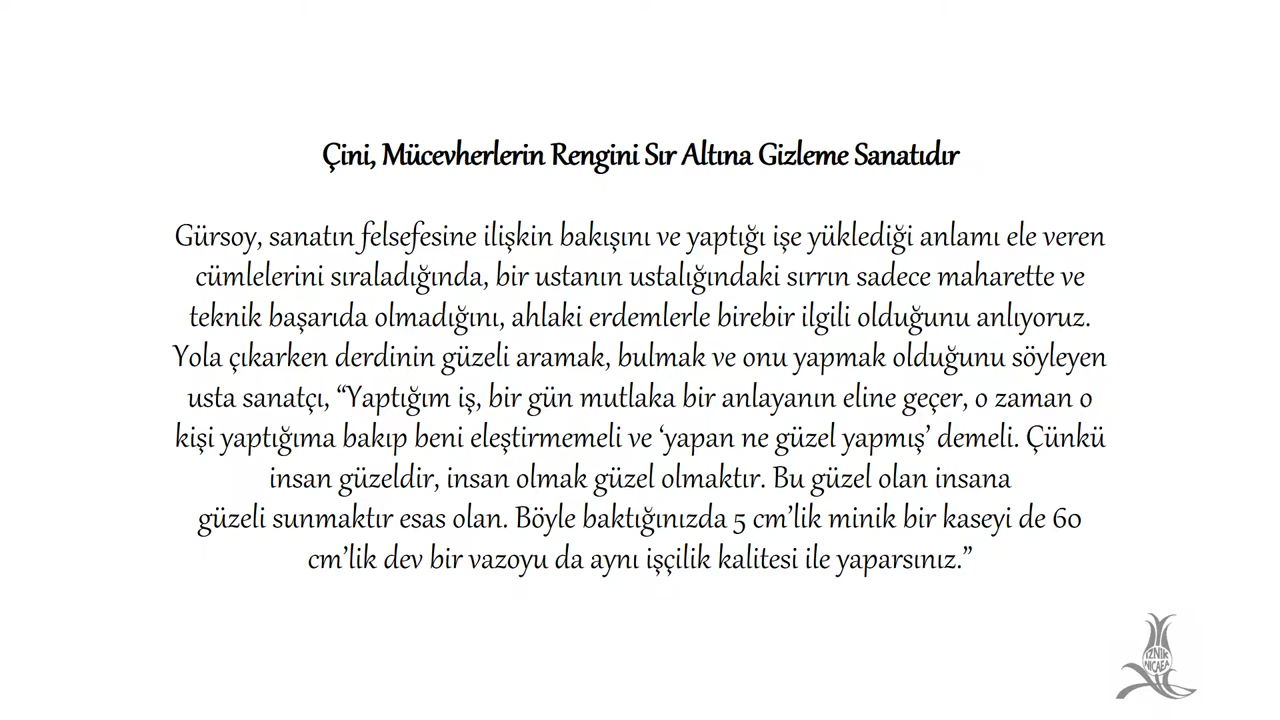 Çini, Mücevherlerin Rengini Sır Altına Gizleme Sanatıdır
Gürsoy, sanatın felsefesine ilişkin bakışını ve yaptığı işe yüklediği anlamı ele veren
cümlelerini sıraladığında, bir ustanın ustalığındaki sırrın sadece maharette ve
teknik başarıda olmadığını, ahlaki erdemlerle birebir ilgili olduğunu anlıyoruz.
Yola çıkarken derdinin güzeli aramak, bulmak ve onu yapmak olduğunu söyleyen
usta sanatçı, “Yaptığım iş, bir gün mutlaka bir anlayanın eline geçer, o zaman o
kişi yaptığıma bakıp beni eleştirmemeli ve ‘yapan ne güzel yapmış’ demeli. Çünkü
insan güzeldir, insan olmak güzel olmaktır. Bu güzel olan insana
güzeli sunmaktır esas olan. Böyle baktığınızda 5 cm’lik minik bir kaseyi de 60
cm’lik dev bir vazoyu da aynı işçilik kalitesi ile yaparsınız.”
IZNIK
NICAEA